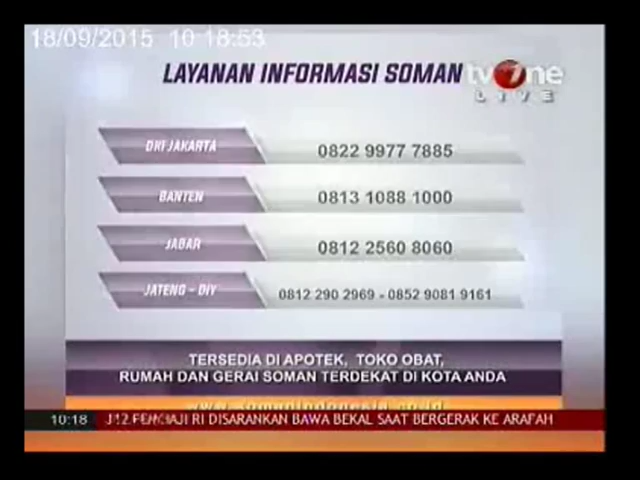 18/09/2015 10:18:53
LAYANAN INFORMASI SOMAN
tvOne
LIVE
DKI JAKARTA 0822 9977 7885
BANTEN 0813 1088 1000
JABAR 0812 2560 8060
JATENG - DIY 0812 290 2969 - 0852 9081 9161
TERSEDIA DI APOTEK, TOKO OBAT,
RUMAH DAN GERAI SOMAN TERDEKAT DI KOTA ANDA
10:18 RI DISARANKAN BAWA BEKAL SAAT BERGERAK KE ARAFAH